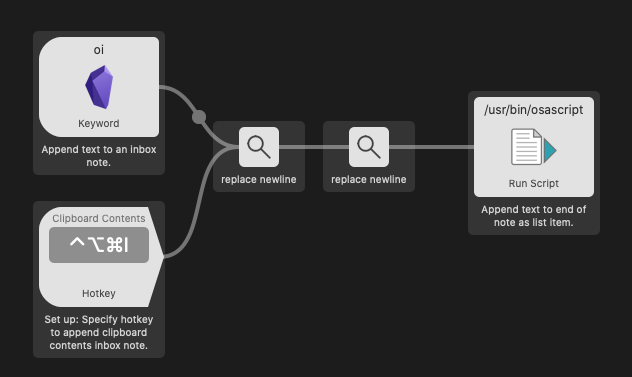 oi
Keyword
Append text to an inbox
note.
replace newline
replace newline
/usr/bin/osascript
Run Script
Append text to end of
note as list item.
Clipboard Contents
^⌥⌘I
Hotkey
Set up: Specify hotkey
to append clipboard
contents inbox note.